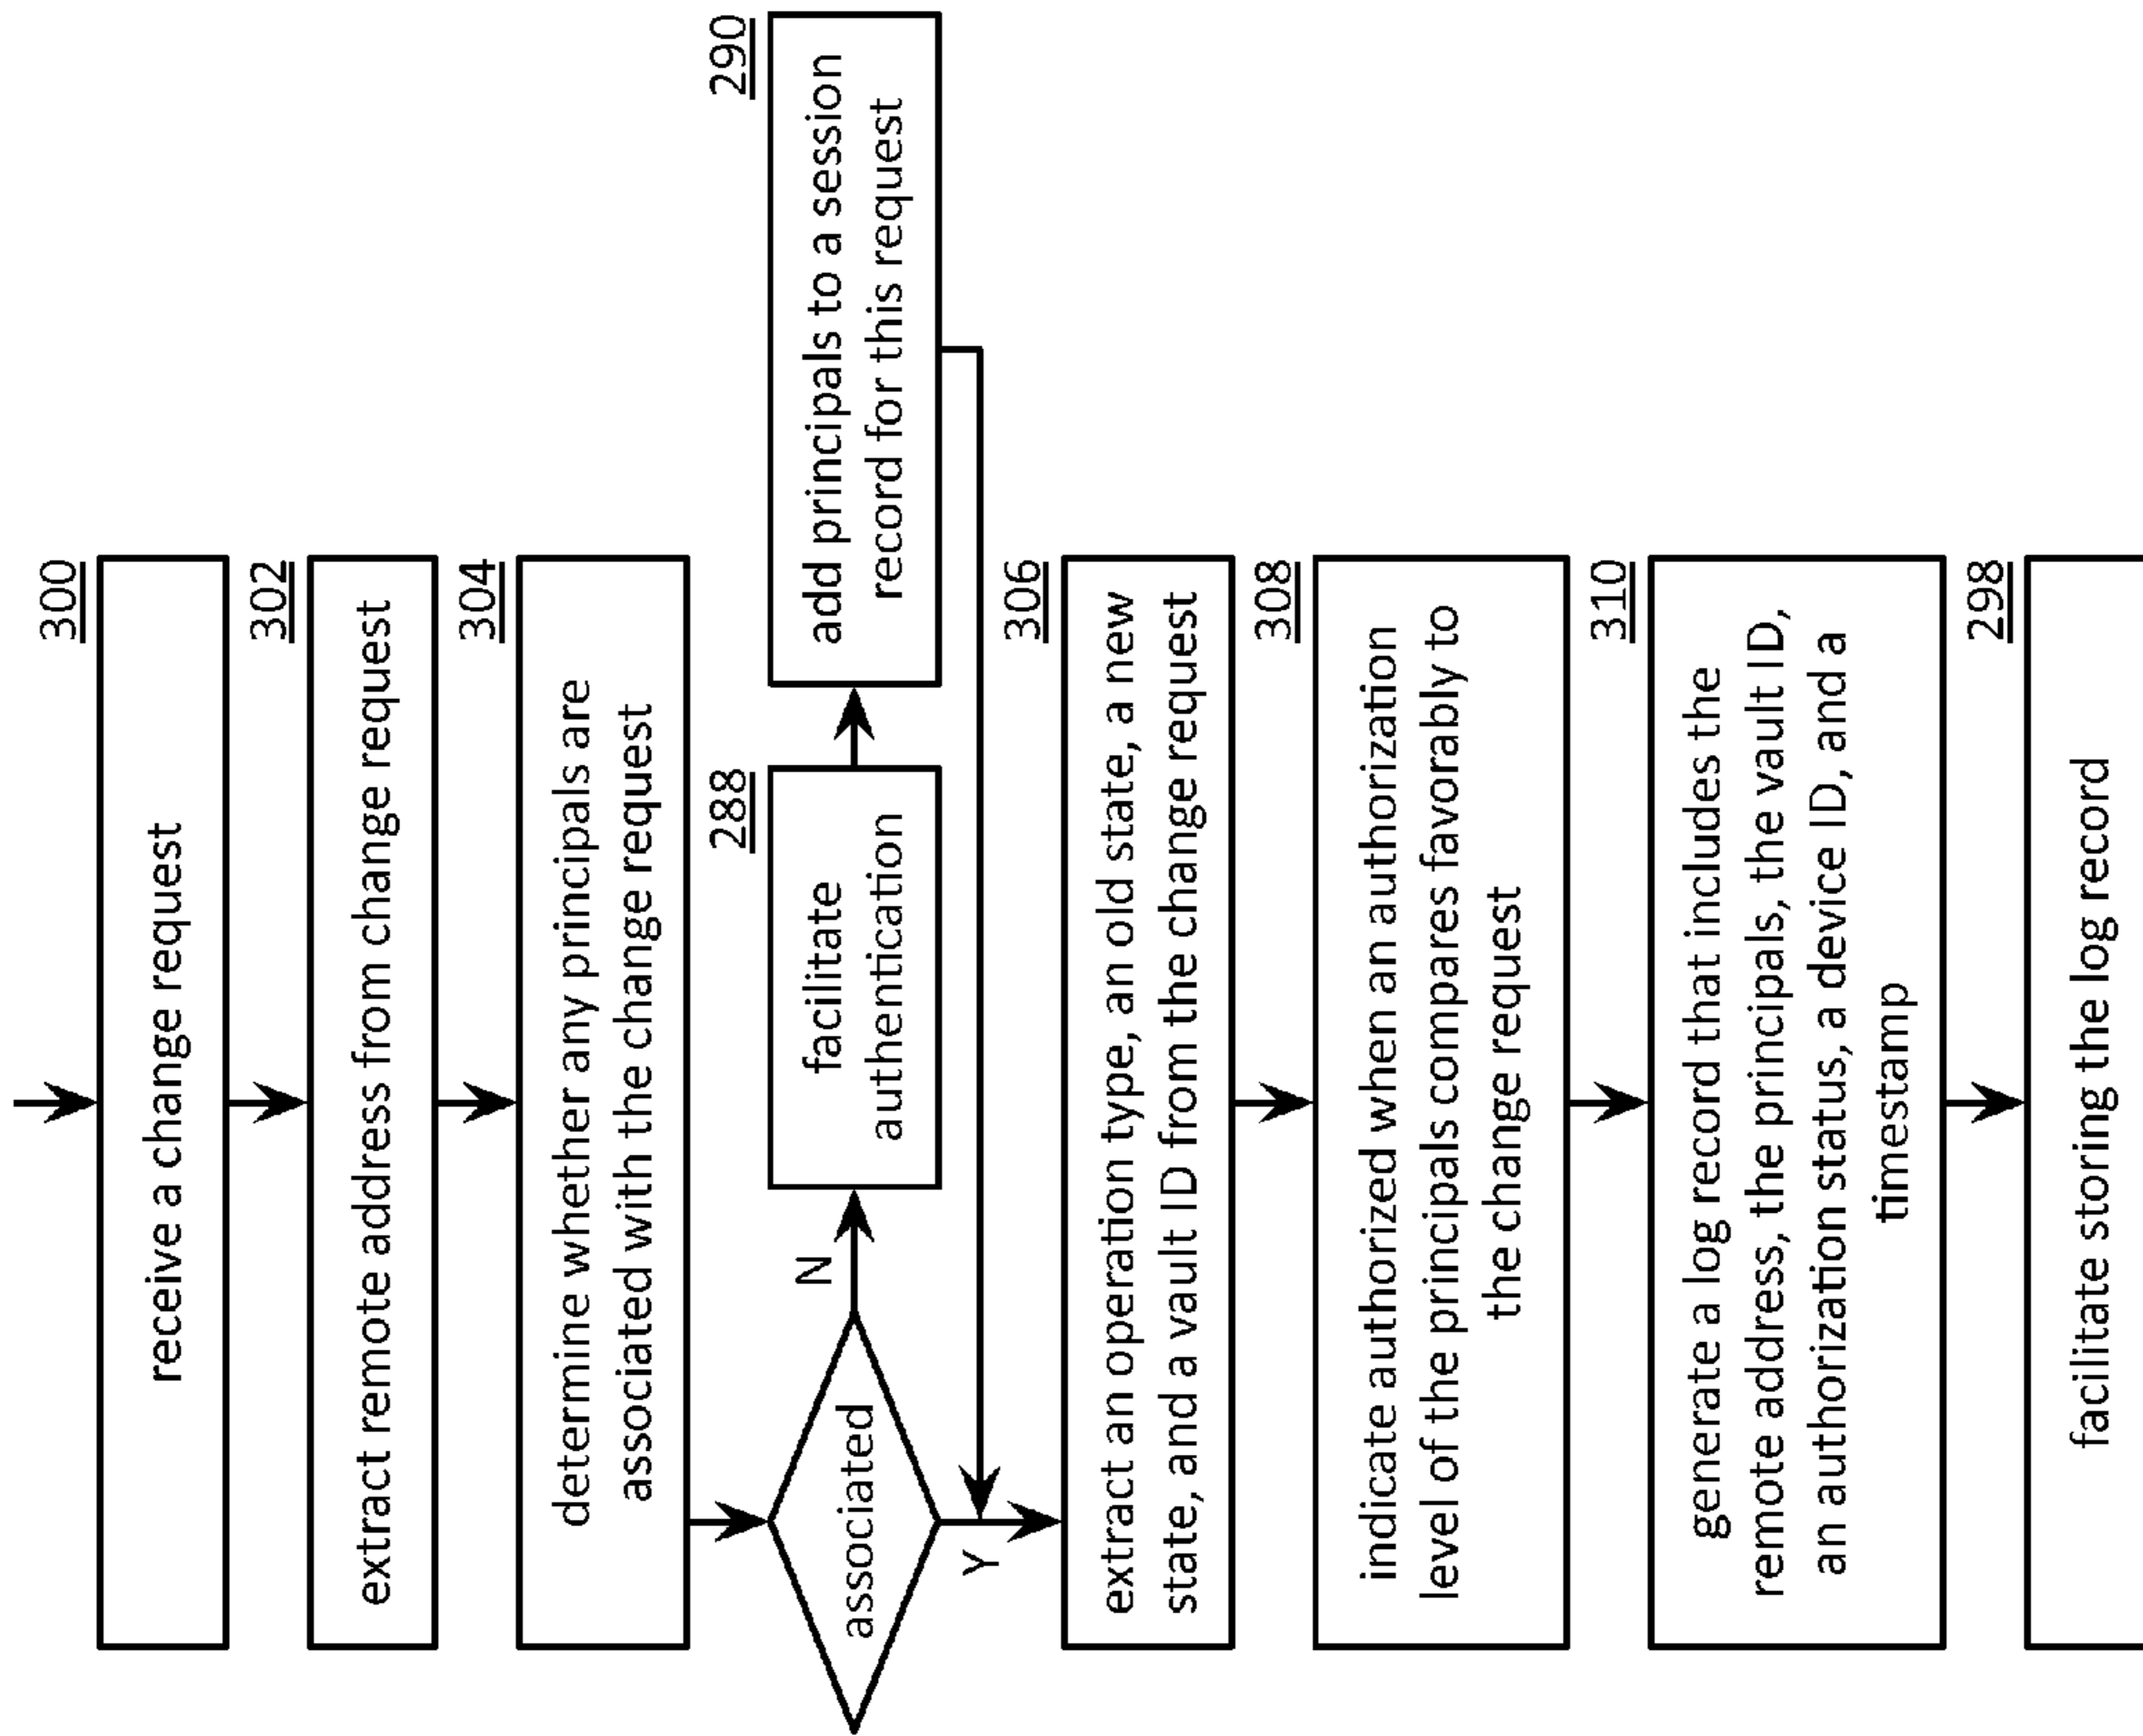 300
receive a change request
302
extract remote address from change request
304
determine whether any principals are
associated with the change request
associated
N
Y
288
facilitate
authentication
290
add principals to a session
record for this request
306
extract an operation type, an old state, a new
state, and a vault ID from the change request
308
indicate authorized when an authorization
level of the principals compares favorably to
the change request
310
generate a log record that includes the
remote address, the principals, the vault ID,
an authorization status, a device ID, and a
timestamp
298
facilitate storing the log record